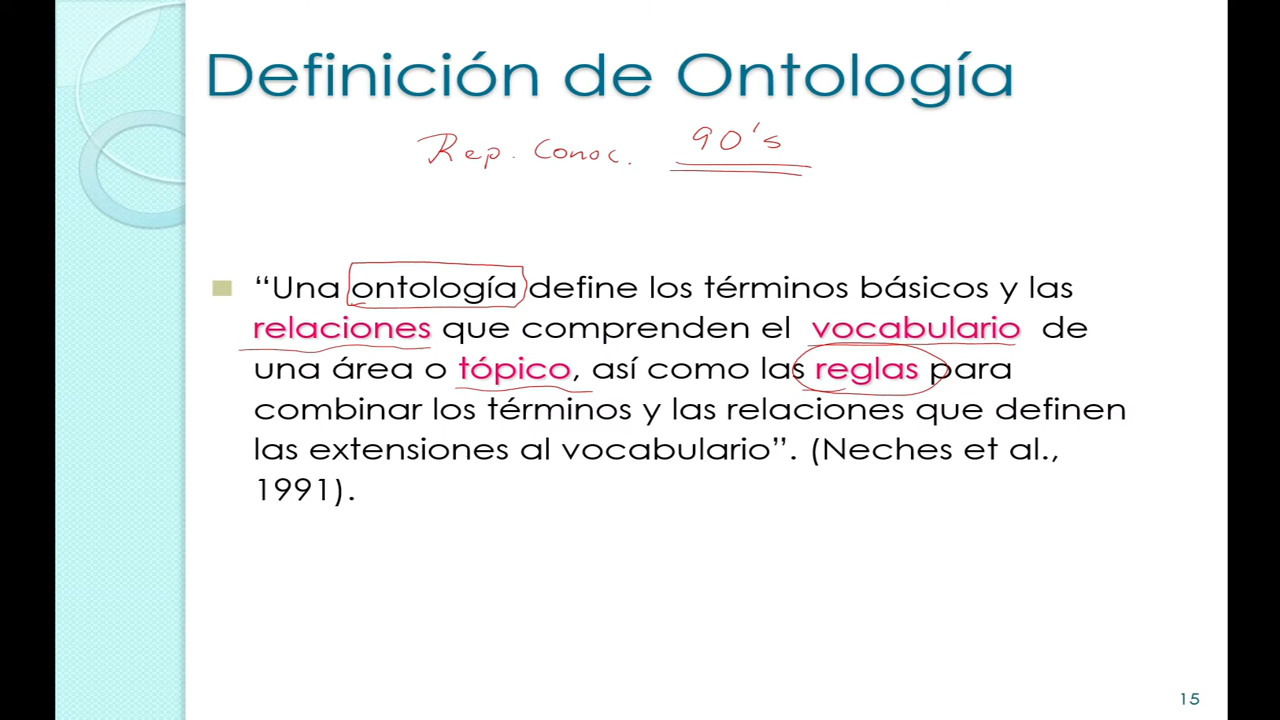 Definición de Ontología
Rep. Conoc. 90's
“Una ontología define los términos básicos y las
relaciones que comprenden el vocabulario de
una área o tópico, así como las reglas para
combinar los términos y las relaciones que definen
las extensiones al vocabulario”. (Neches et al.,
1991).
15